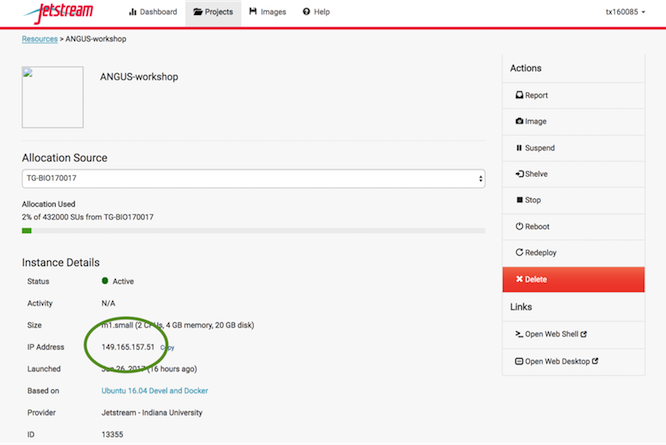 Jetstream Dashboard Projects Images Help tx160085
Resources > ANGUS-workshop
ANGUS-workshop
Allocation Source
TG-BIO170017
Allocation Used
2% of 432000 SUs from TG-BIO170017
Instance Details
Status Active
Activity N/A
Size m1.small (2 CPUs, 4 GB memory, 20 GB disk)
IP Address 149.165.157.51 Copy
Launched Jun 26, 2017 (16 hours ago)
Based on Ubuntu 16.04 Devel and Docker
Provider Jetstream - Indiana University
ID 13355
Actions
Report
Image
Suspend
Shelve
Stop
Reboot
Redeploy
Delete
Links
Open Web Shell
Open Web Desktop